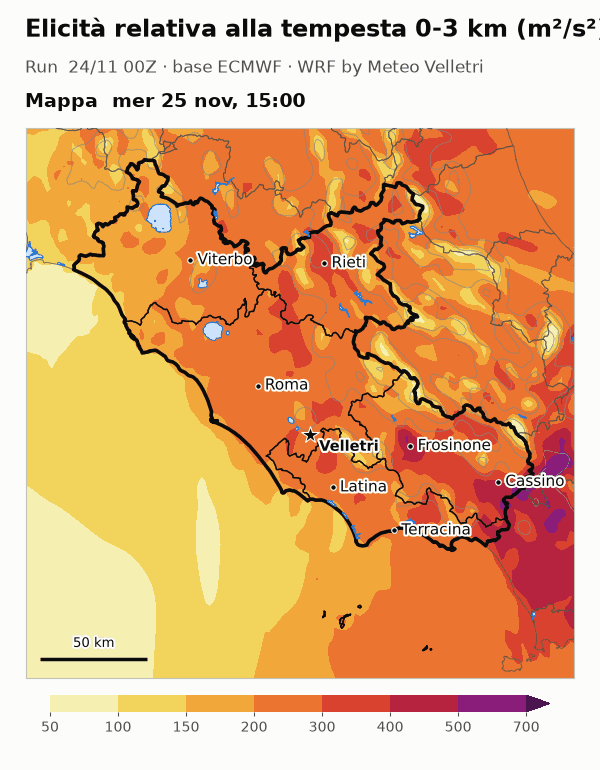 Elicità relativa alla tempesta 0-3 km (m²/s²)
Run  24/11 00Z · base ECMWF · WRF by Meteo Velletri
Mappa  mer 25 nov, 15:00
Viterbo
Rieti
Roma
Velletri
Frosinone
Latina
Cassino
Terracina
50 km
50 100 150 200 300 400 500 700